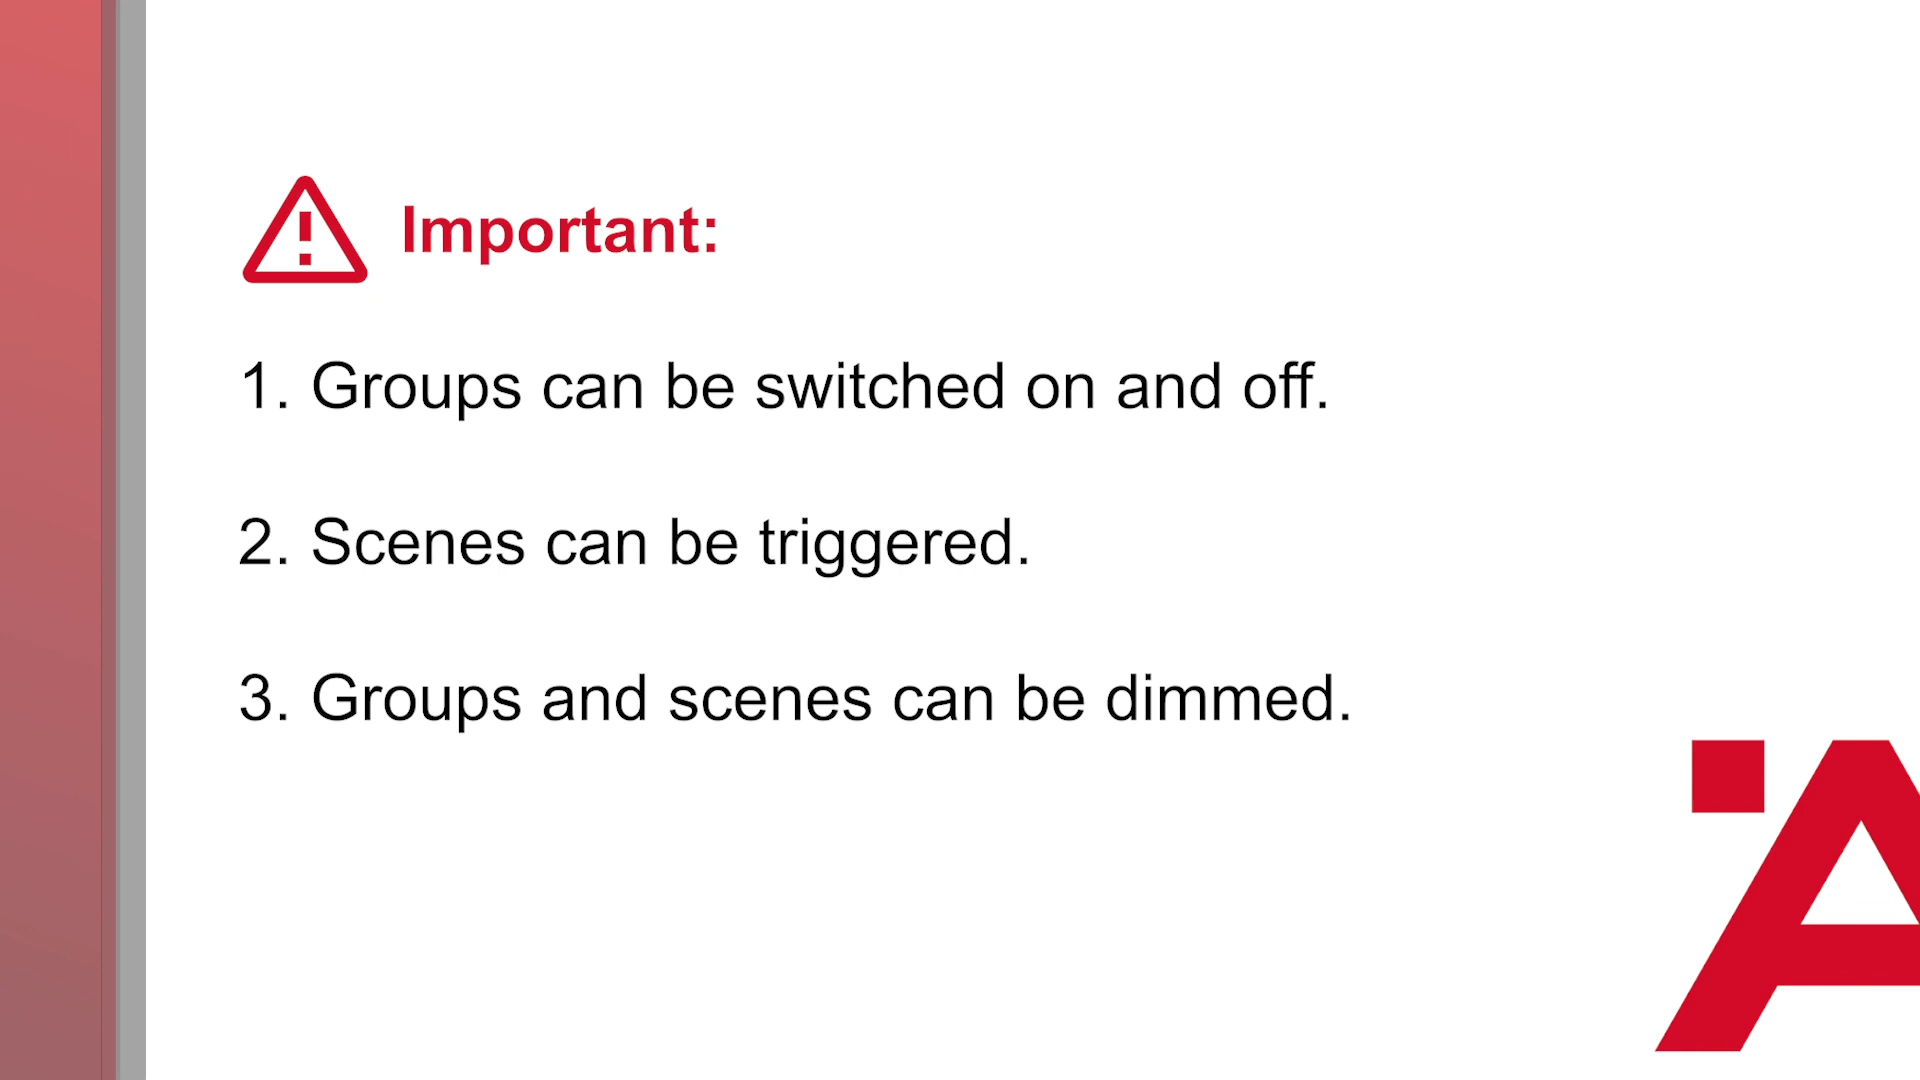 Important:
1. Groups can be switched on and off.
2. Scenes can be triggered.
3. Groups and scenes can be dimmed.